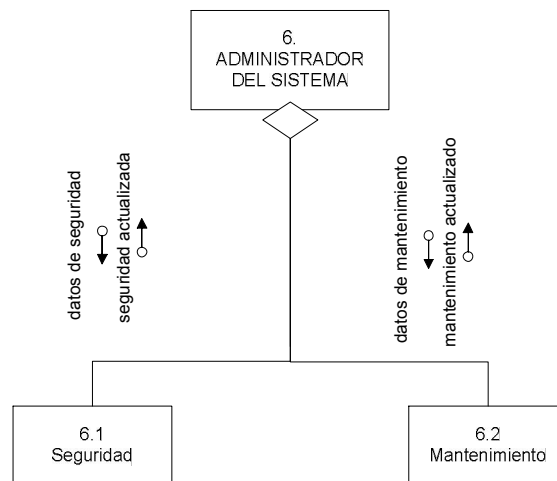 6.
ADMINISTRADOR
DEL SISTEMA
datos de seguridad
seguridad actualizada
datos de mantenimiento
mantenimiento actualizado
6.1
Seguridad
6.2
Mantenimiento